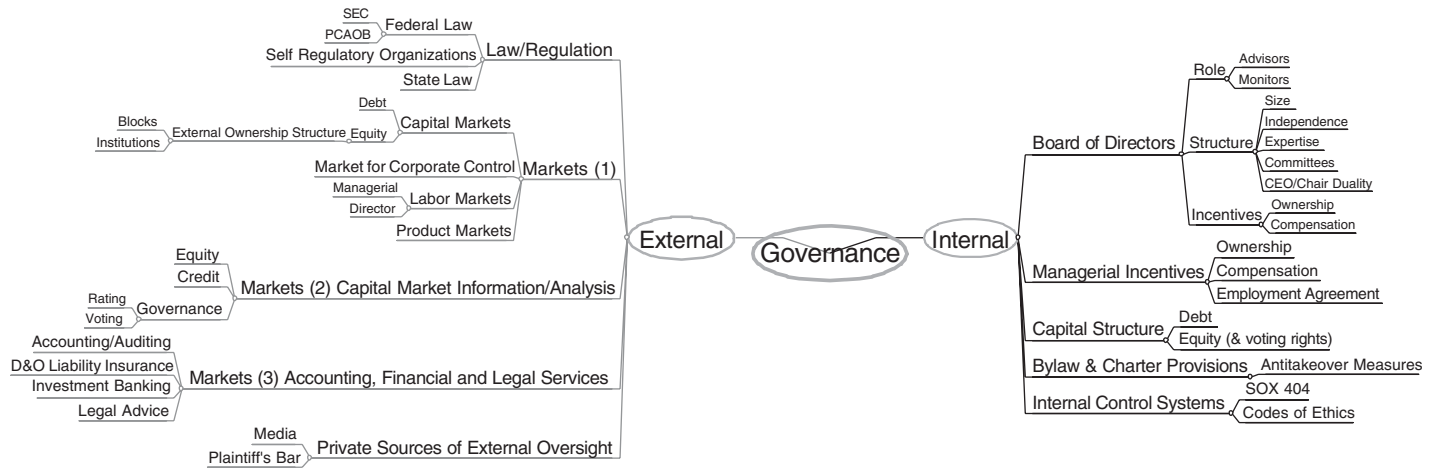 Governance
External
Law/Regulation
Federal Law
SEC
PCAOB
Self Regulatory Organizations
State Law
Markets (1)
Capital Markets
Debt
Equity
External Ownership Structure
Blocks
Institutions
Market for Corporate Control
Labor Markets
Managerial
Director
Product Markets
Markets (2) Capital Market Information/Analysis
Equity
Credit
Governance
Rating
Voting
Markets (3) Accounting, Financial and Legal Services
Accounting/Auditing
D&O Liability Insurance
Investment Banking
Legal Advice
Private Sources of External Oversight
Media
Plaintiff's Bar
Internal
Board of Directors
Role
Advisors
Monitors
Structure
Size
Independence
Expertise
Committees
CEO/Chair Duality
Incentives
Ownership
Compensation
Managerial Incentives
Ownership
Compensation
Employment Agreement
Capital Structure
Debt
Equity (& voting rights)
Bylaw & Charter Provisions
Antitakeover Measures
Internal Control Systems
SOX 404
Codes of Ethics